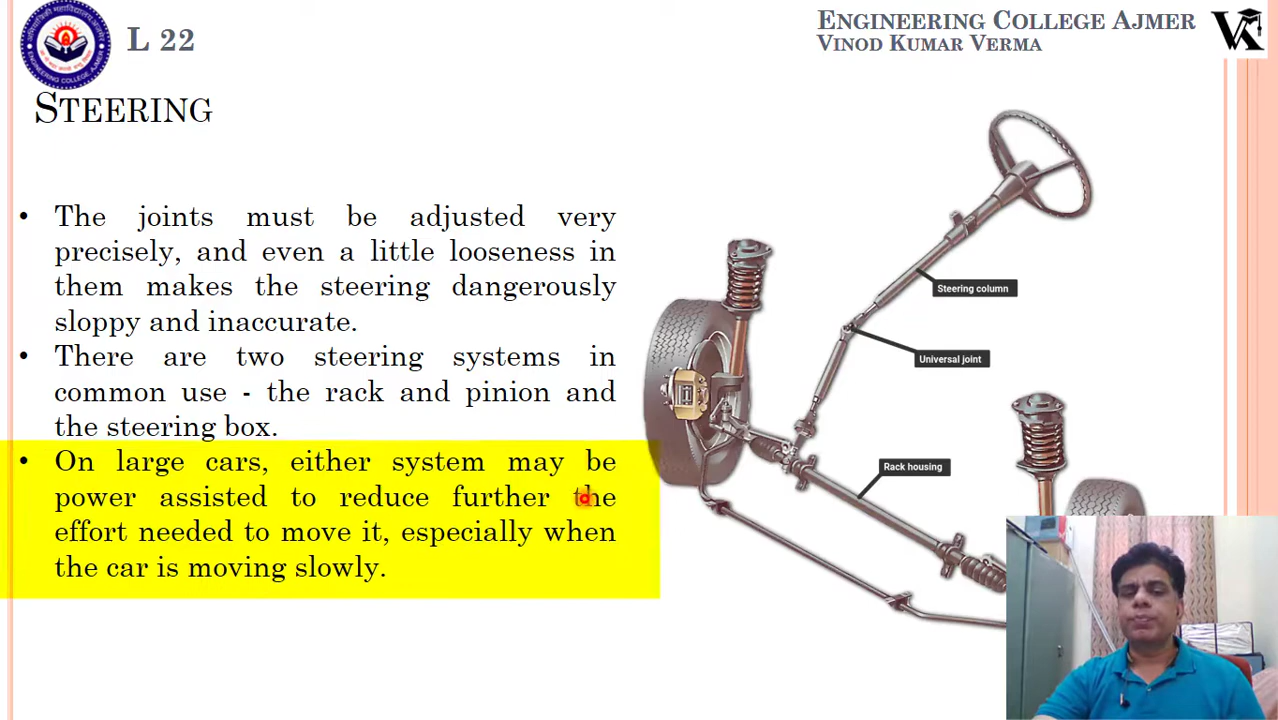 L 22
ENGINEERING COLLEGE AJMER
VINOD KUMAR VERMA
STEERING
• The joints must be adjusted very
precisely, and even a little looseness in
them makes the steering dangerously
sloppy and inaccurate.
• There are two steering systems in
common use - the rack and pinion and
the steering box.
• On large cars, either system may be
power assisted to reduce further the
effort needed to move it, especially when
the car is moving slowly.
Steering column
Universal joint
Rack housing